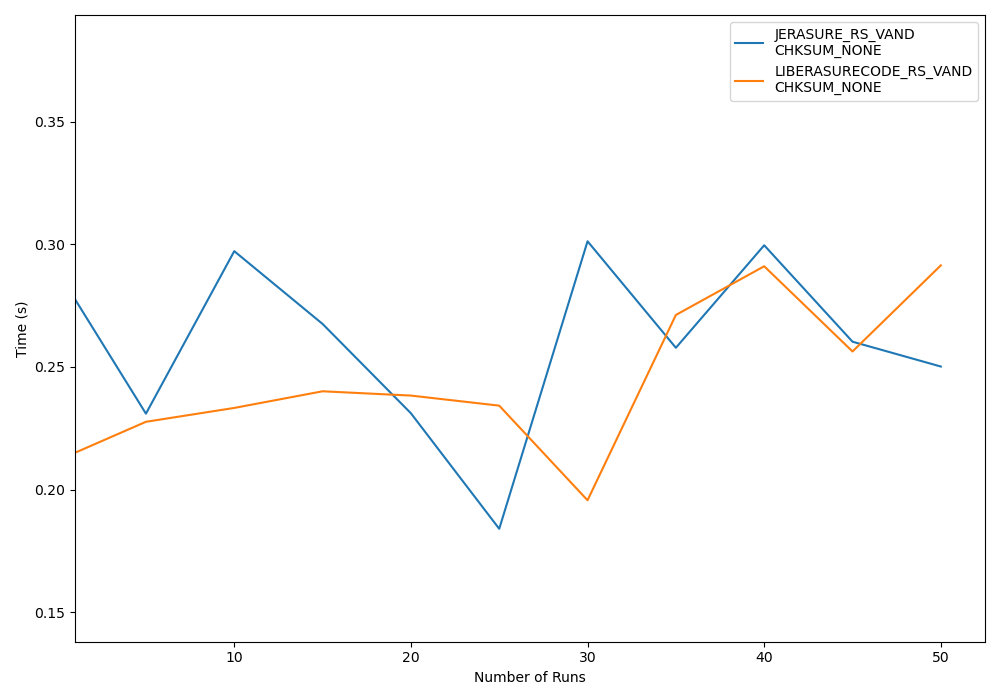 JERASURE_RS_VAND
CHKSUM_NONE
LIBERASURECODE_RS_VAND
CHKSUM_NONE
0.35
0.30
0.25
0.20
0.15
Time (s)
10 20 30 40 50
Number of Runs